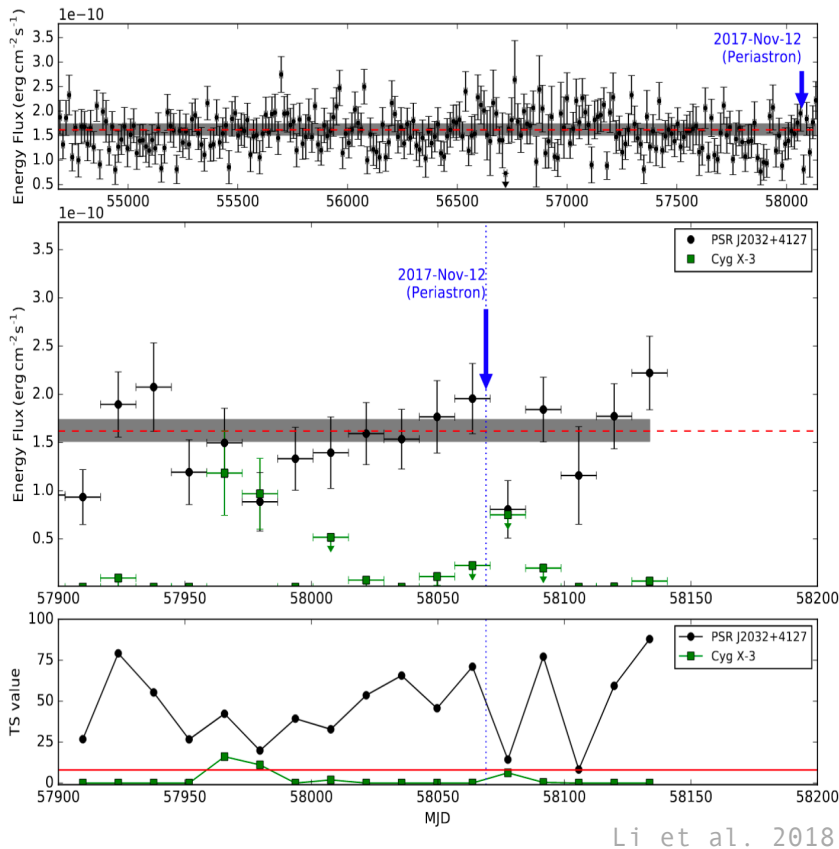 1e−10
3.5
3.0
2.5
2.0
1.5
1.0
0.5
Energy Flux (erg cm⁻² s⁻¹)
2017-Nov-12
(Periastron)
55000 55500 56000 56500 57000 57500 58000
1e−10
3.5
3.0
2.5
2.0
1.5
1.0
0.5
Energy Flux (erg cm⁻² s⁻¹)
PSR J2032+4127
Cyg X-3
2017-Nov-12
(Periastron)
57900 57950 58000 58050 58100 58150 58200
100
75
50
25
0
TS value
PSR J2032+4127
Cyg X-3
57900 57950 58000 58050 58100 58150 58200
MJD
Li et al. 2018